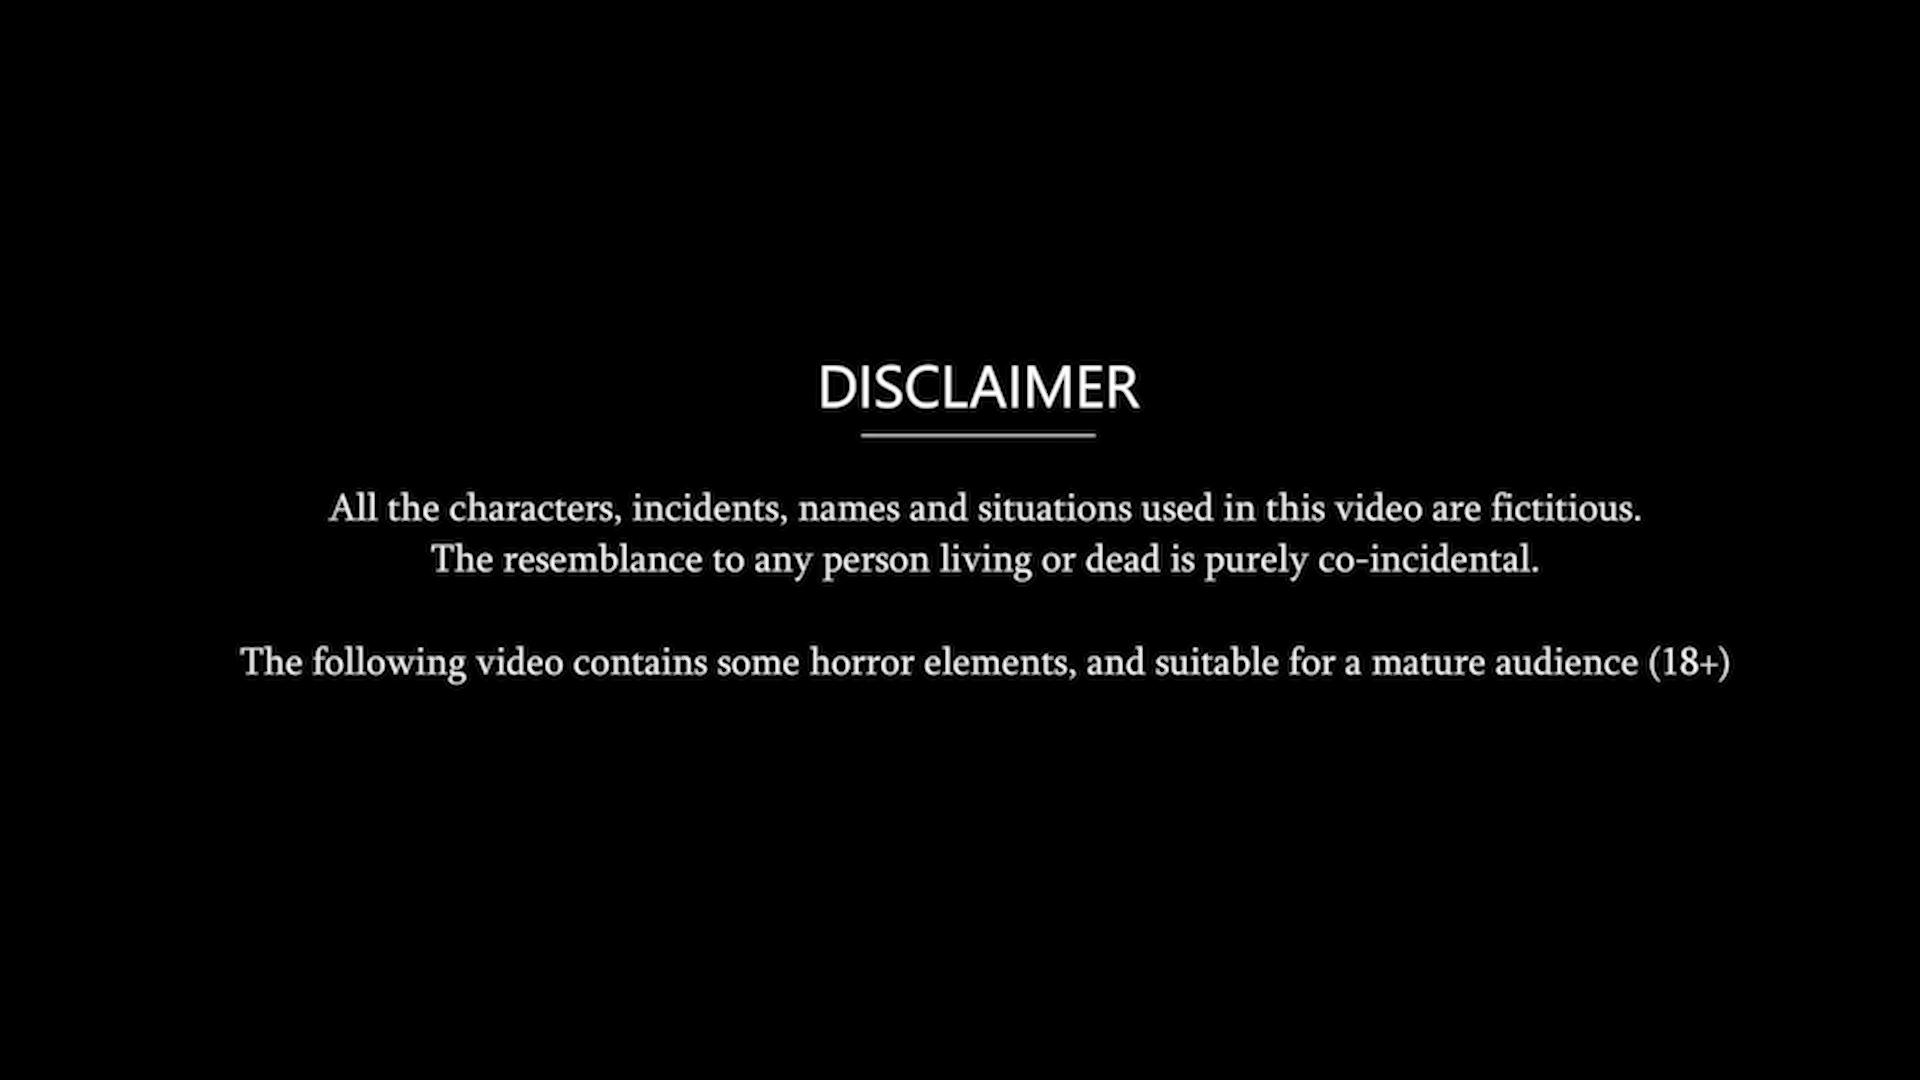 DISCLAIMER
All the characters, incidents, names and situations used in this video are fictitious.
The resemblance to any person living or dead is purely co-incidental.
The following video contains some horror elements, and suitable for a mature audience (18+)